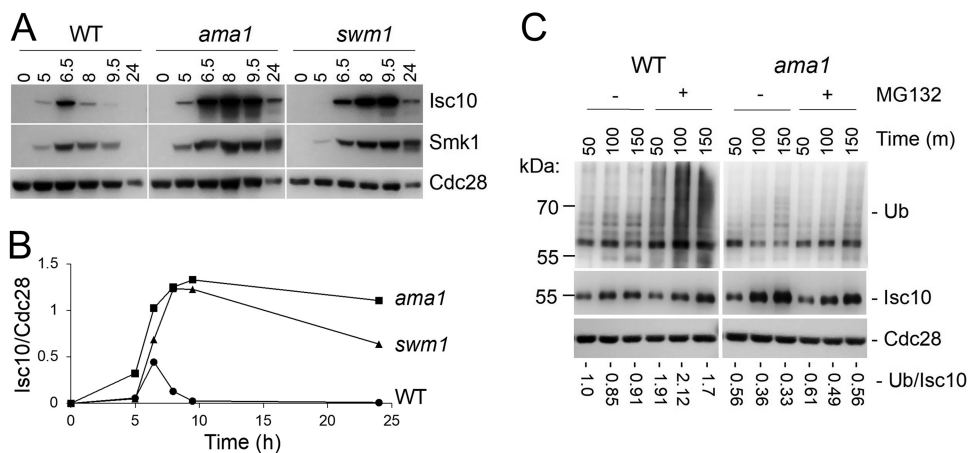 A
WT ama1 swm1
0 5 6.5 8 9.5 24 0 5 6.5 8 9.5 24 0 5 6.5 8 9.5 24
Isc10
Smk1
Cdc28
B
Isc10/Cdc28
1.5
1
0.5
0
0 5 10 15 20 25
Time (h)
ama1
swm1
WT
C
WT ama1
- + - + MG132
50 100 150 50 100 150 50 100 150 50 100 150 Time (m)
kDa:
70
55
- Ub
55
- Isc10
- Cdc28
- 1.0 - 0.85 - 0.91 - 1.91 - 2.12 - 1.7 - 0.56 - 0.36 - 0.33 - 0.61 - 0.49 - 0.56 - Ub/Isc10